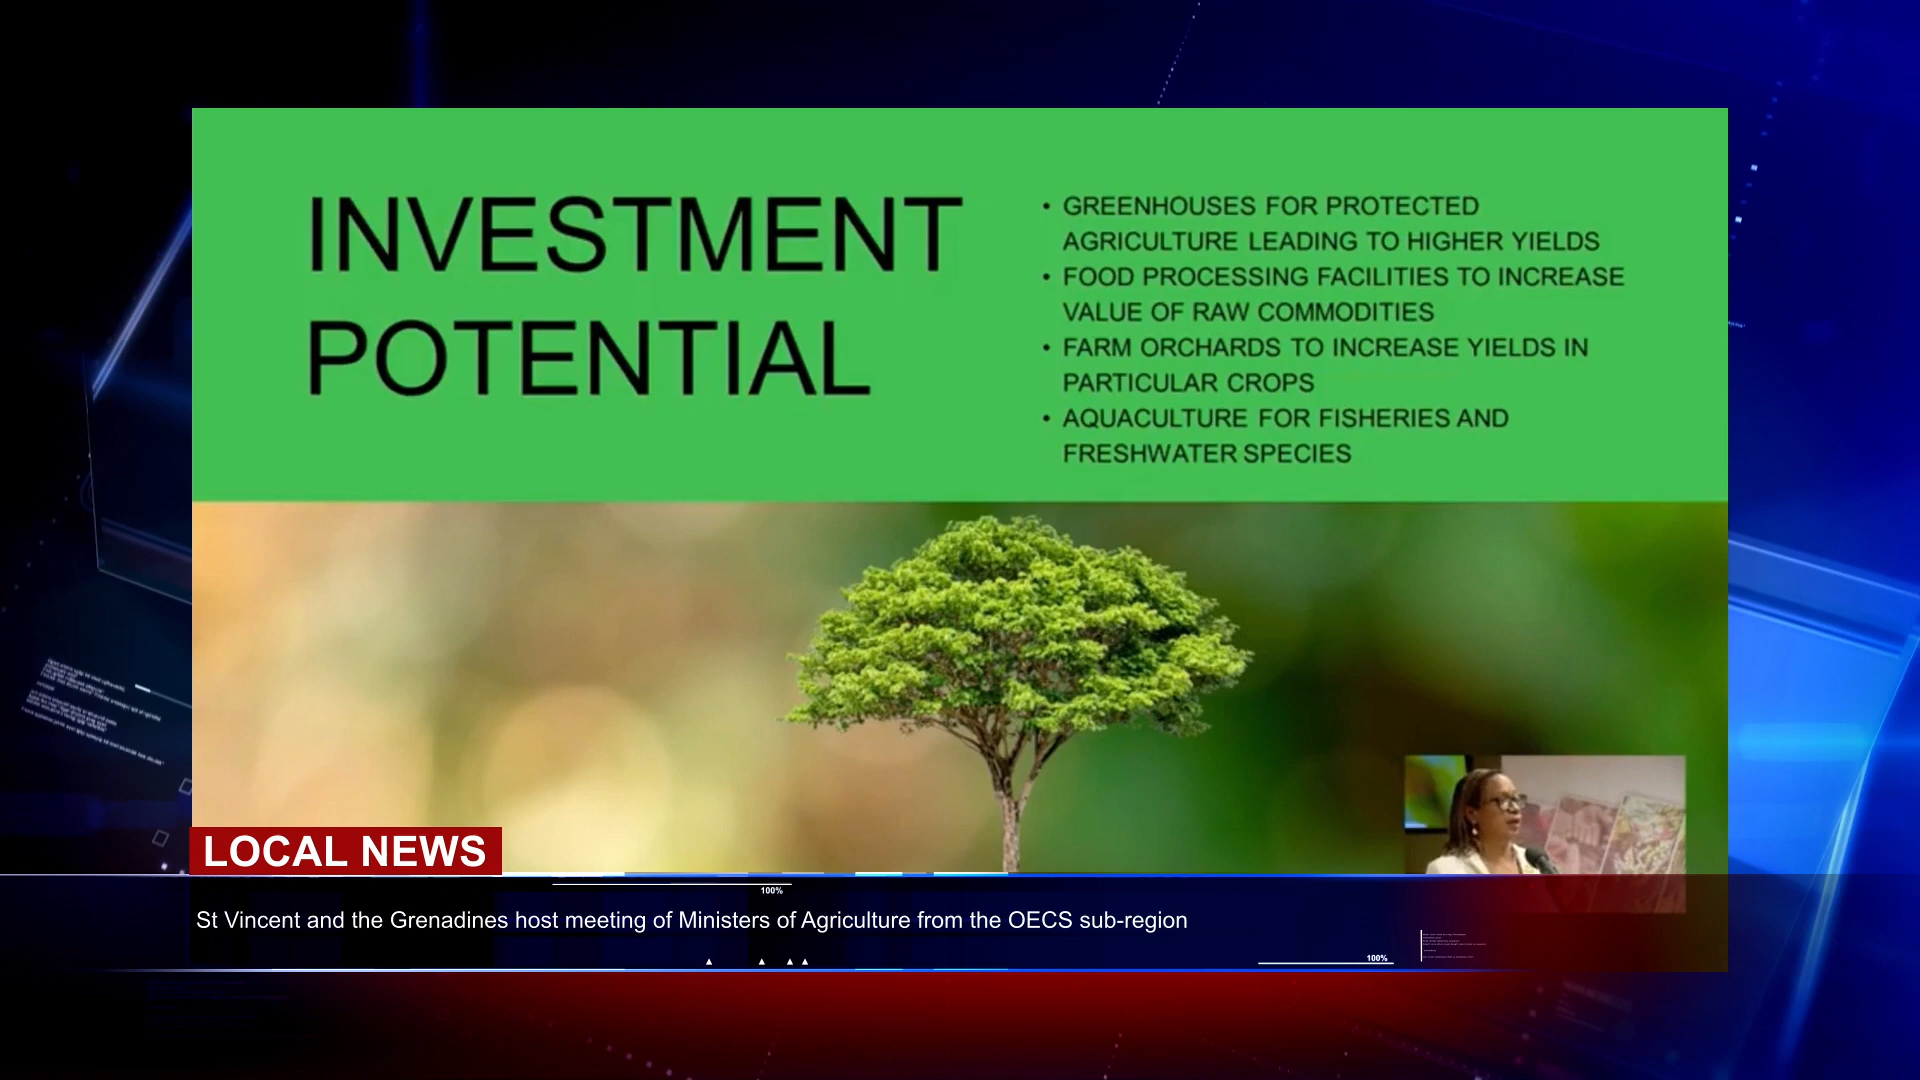 INVESTMENT
POTENTIAL
• GREENHOUSES FOR PROTECTED
AGRICULTURE LEADING TO HIGHER YIELDS
• FOOD PROCESSING FACILITIES TO INCREASE
VALUE OF RAW COMMODITIES
• FARM ORCHARDS TO INCREASE YIELDS IN
PARTICULAR CROPS
• AQUACULTURE FOR FISHERIES AND
FRESHWATER SPECIES
LOCAL NEWS
100%
St Vincent and the Grenadines host meeting of Ministers of Agriculture from the OECS sub-region
100%